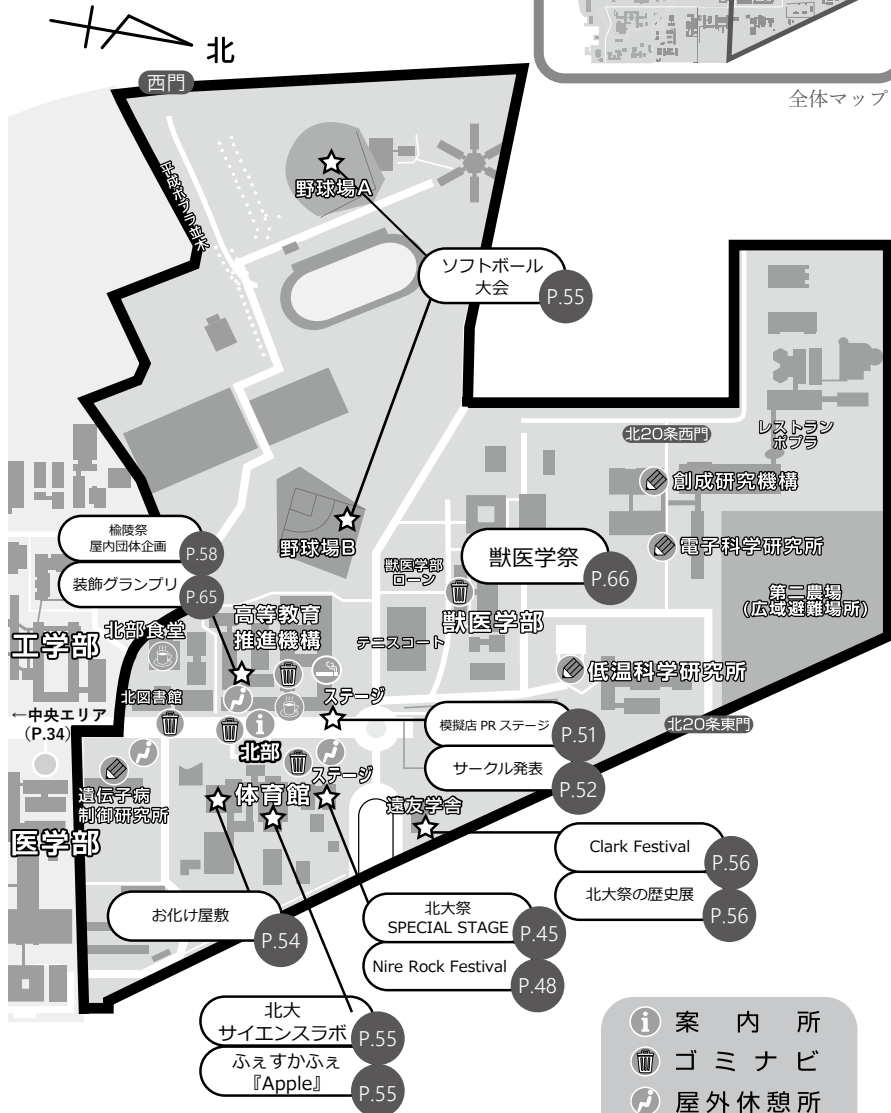 北
全体マップ
西門
平成ポプラ並木
野球場A
ソフトボール
大会
P.55
北20条西門
レストラン
ポプラ
創成研究機構
電子科学研究所
野球場B
楡陵祭
屋内団体企画
P.58
装飾グランプリ
P.65
獣医学部
ローン
獣医学祭
P.66
第二農場
(広域避難場所)
高等教育
推進機構
獣医学部
北部食堂
工学部
テニスコート
低温科学研究所
北図書館
ステージ
←中央エリア
(P.34)
模擬店 PR ステージ
P.51
北20条東門
北部
サークル発表
P.52
ステージ
遺伝子病
制御研究所
体育館
遠友学舎
医学部
Clark Festival
P.56
北大祭の歴史展
P.56
お化け屋敷
P.54
北大祭
SPECIAL STAGE
P.45
Nire Rock Festival
P.48
北大
サイエンスラボ
P.55
ふぇすかふぇ
『Apple』
P.55
案内所
ゴミナビ
屋外休憩所